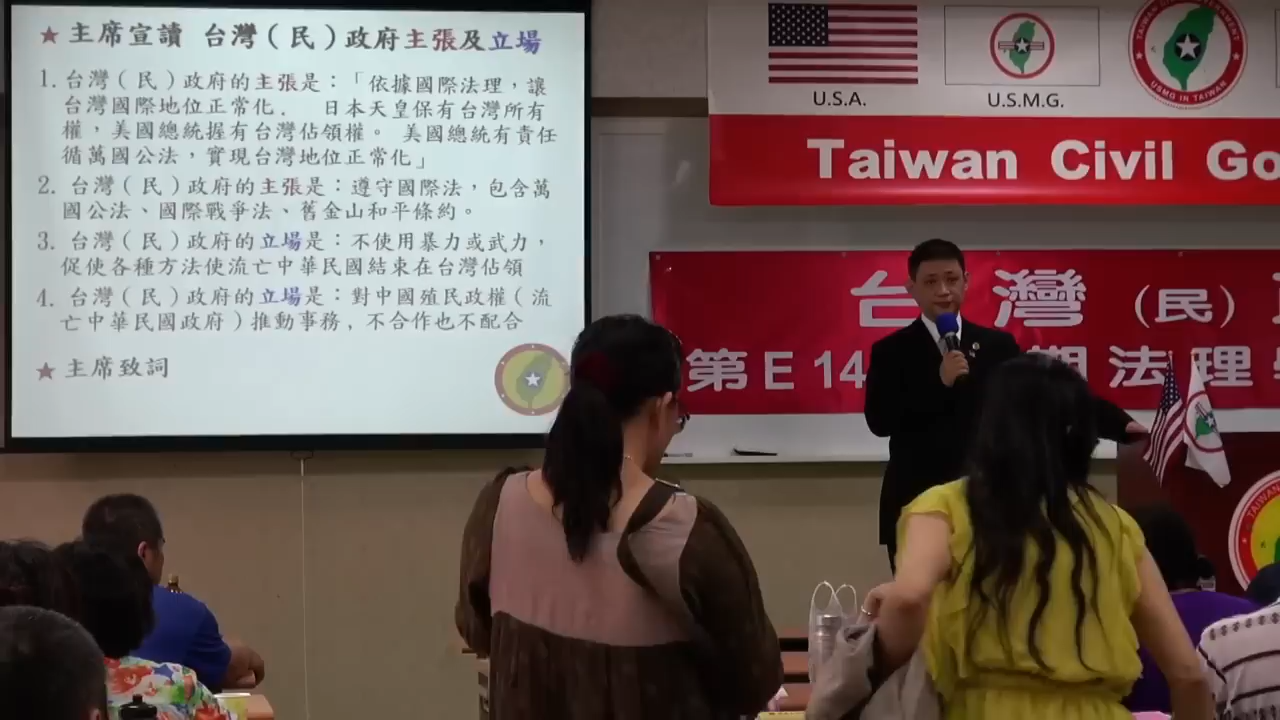 ★ 主席宣讀 台灣(民)政府主張及立場
1. 台灣(民)政府的主張是:「依據國際法理,讓
台灣國際地位正常化. 日本天皇保有台灣所有
權,美國總統握有台灣佔領權。 美國總統有責任
循萬國公法,實現台灣地位正常化」
2. 台灣(民)政府的主張是:遵守國際法,包含萬
國公法、國際戰爭法、舊金山和平條約。
3. 台灣(民)政府的立場是:不使用暴力或武力,
促使各種方法使流亡中華民國結束在台灣佔領
4. 台灣(民)政府的立場是:對中國殖民政權(流
亡中華民國政府)推動事務,不合作也不配合
★ 主席致詞
U.S.A.
U.S.M.G.
USMG IN TAIWAN
Taiwan Civil Go
台灣(民)
第E14 期法理學